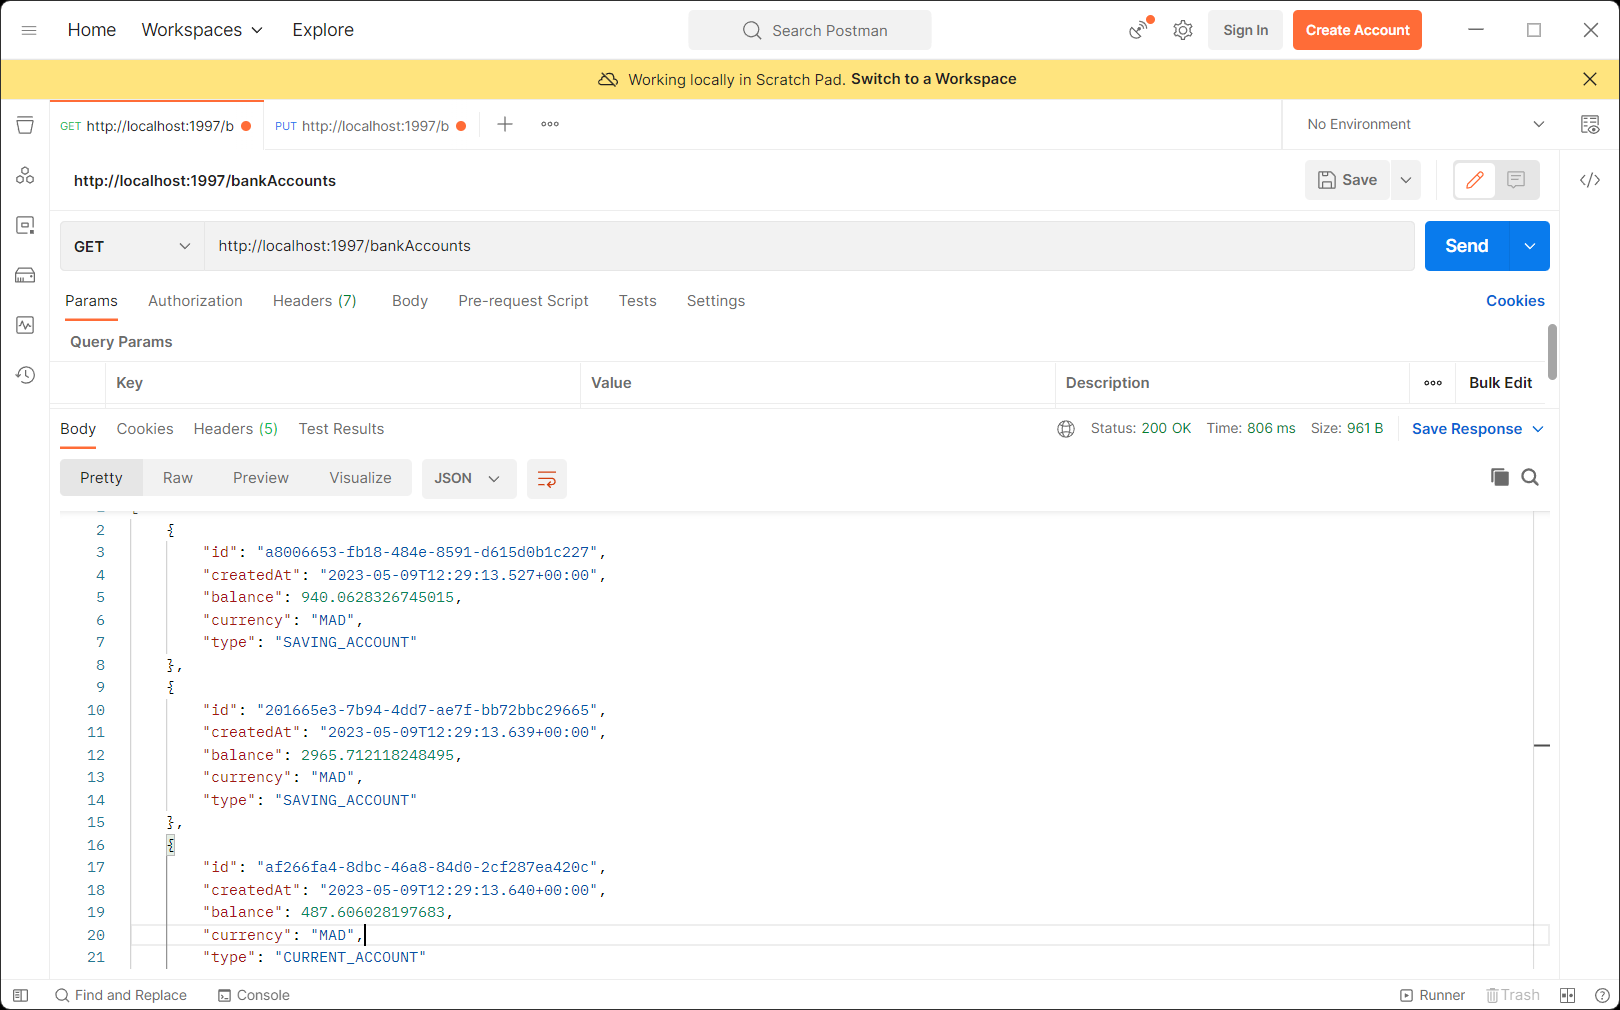 Home Workspaces Explore Search Postman Sign In Create Account
Working locally in Scratch Pad. Switch to a Workspace
GET http://localhost:1997/b PUT http://localhost:1997/b No Environment
http://localhost:1997/bankAccounts Save
GET http://localhost:1997/bankAccounts Send
Params Authorization Headers (7) Body Pre-request Script Tests Settings Cookies
Query Params
Key Value Description Bulk Edit
Body Cookies Headers (5) Test Results Status: 200 OK Time: 806 ms Size: 961 B Save Response
Pretty Raw Preview Visualize JSON
2 {
3 "id": "a8006653-fb18-484e-8591-d615d0b1c227",
4 "createdAt": "2023-05-09T12:29:13.527+00:00",
5 "balance": 940.0628326745015,
6 "currency": "MAD",
7 "type": "SAVING_ACCOUNT"
8 },
9 {
10 "id": "201665e3-7b94-4dd7-ae7f-bb72bbc29665",
11 "createdAt": "2023-05-09T12:29:13.639+00:00",
12 "balance": 2965.712118248495,
13 "currency": "MAD",
14 "type": "SAVING_ACCOUNT"
15 },
16 {
17 "id": "af266fa4-8dbc-46a8-84d0-2cf287ea420c",
18 "createdAt": "2023-05-09T12:29:13.640+00:00",
19 "balance": 487.606028197683,
20 "currency": "MAD",
21 "type": "CURRENT_ACCOUNT"
Find and Replace Console Runner Trash